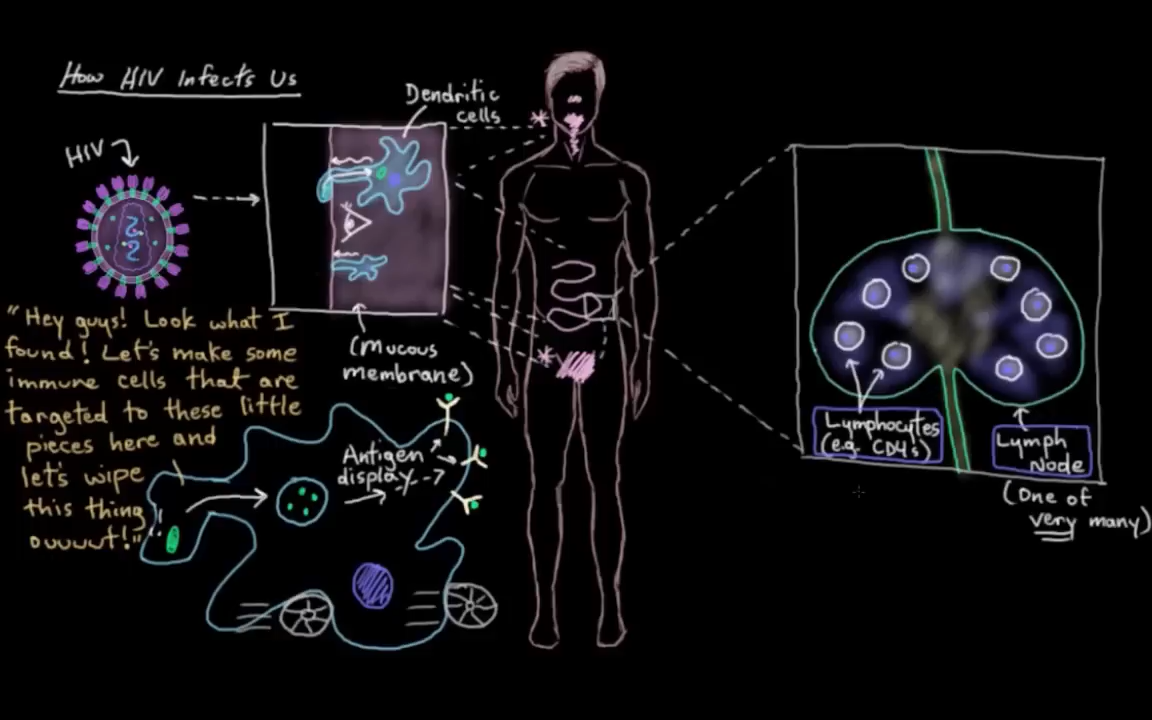 How HIV Infects Us
HIV
Dendritic
cells
(Mucous
membrane)
"Hey guys! Look what I
found! Let's make some
immune cells that are
targeted to these little
pieces here and
let's wipe
this thing
ouuuut!"
Antigen
display
Lymphocytes
(e.g. CD4's)
Lymph
Node
(One of
very many)